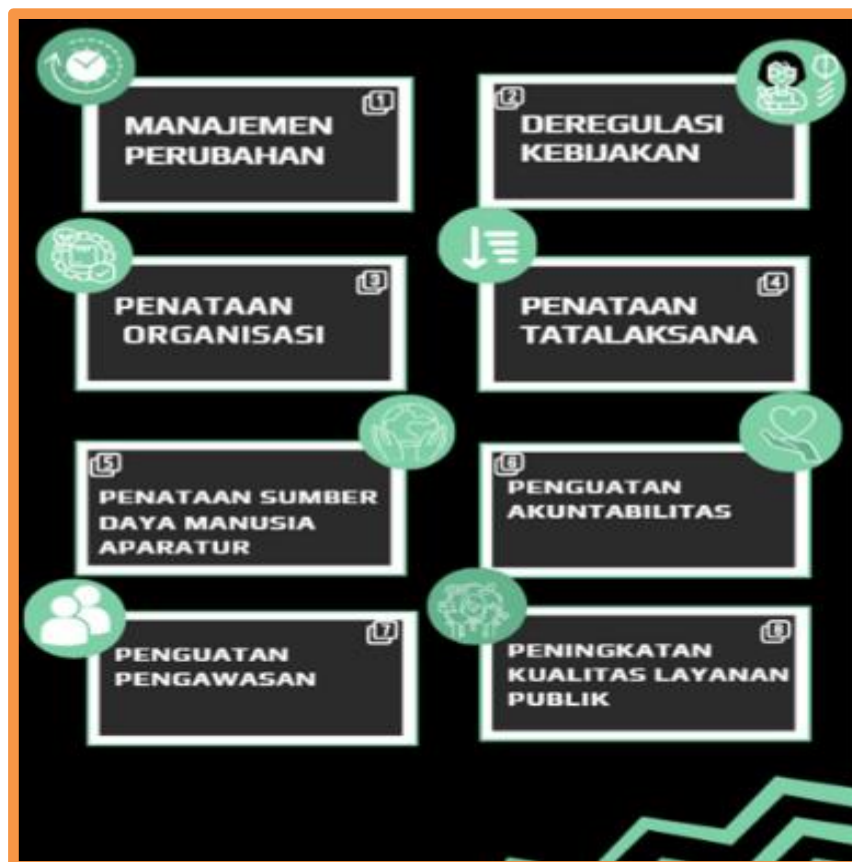 1
MANAJEMEN
PERUBAHAN
2
DEREGULASI
KEBIJAKAN
3
PENATAAN
ORGANISASI
4
PENATAAN
TATALAKSANA
5
PENATAAN SUMBER
DAYA MANUSIA
APARATUR
6
PENGUATAN
AKUNTABILITAS
7
PENGUATAN
PENGAWASAN
8
PENINGKATAN
KUALITAS LAYANAN
PUBLIK